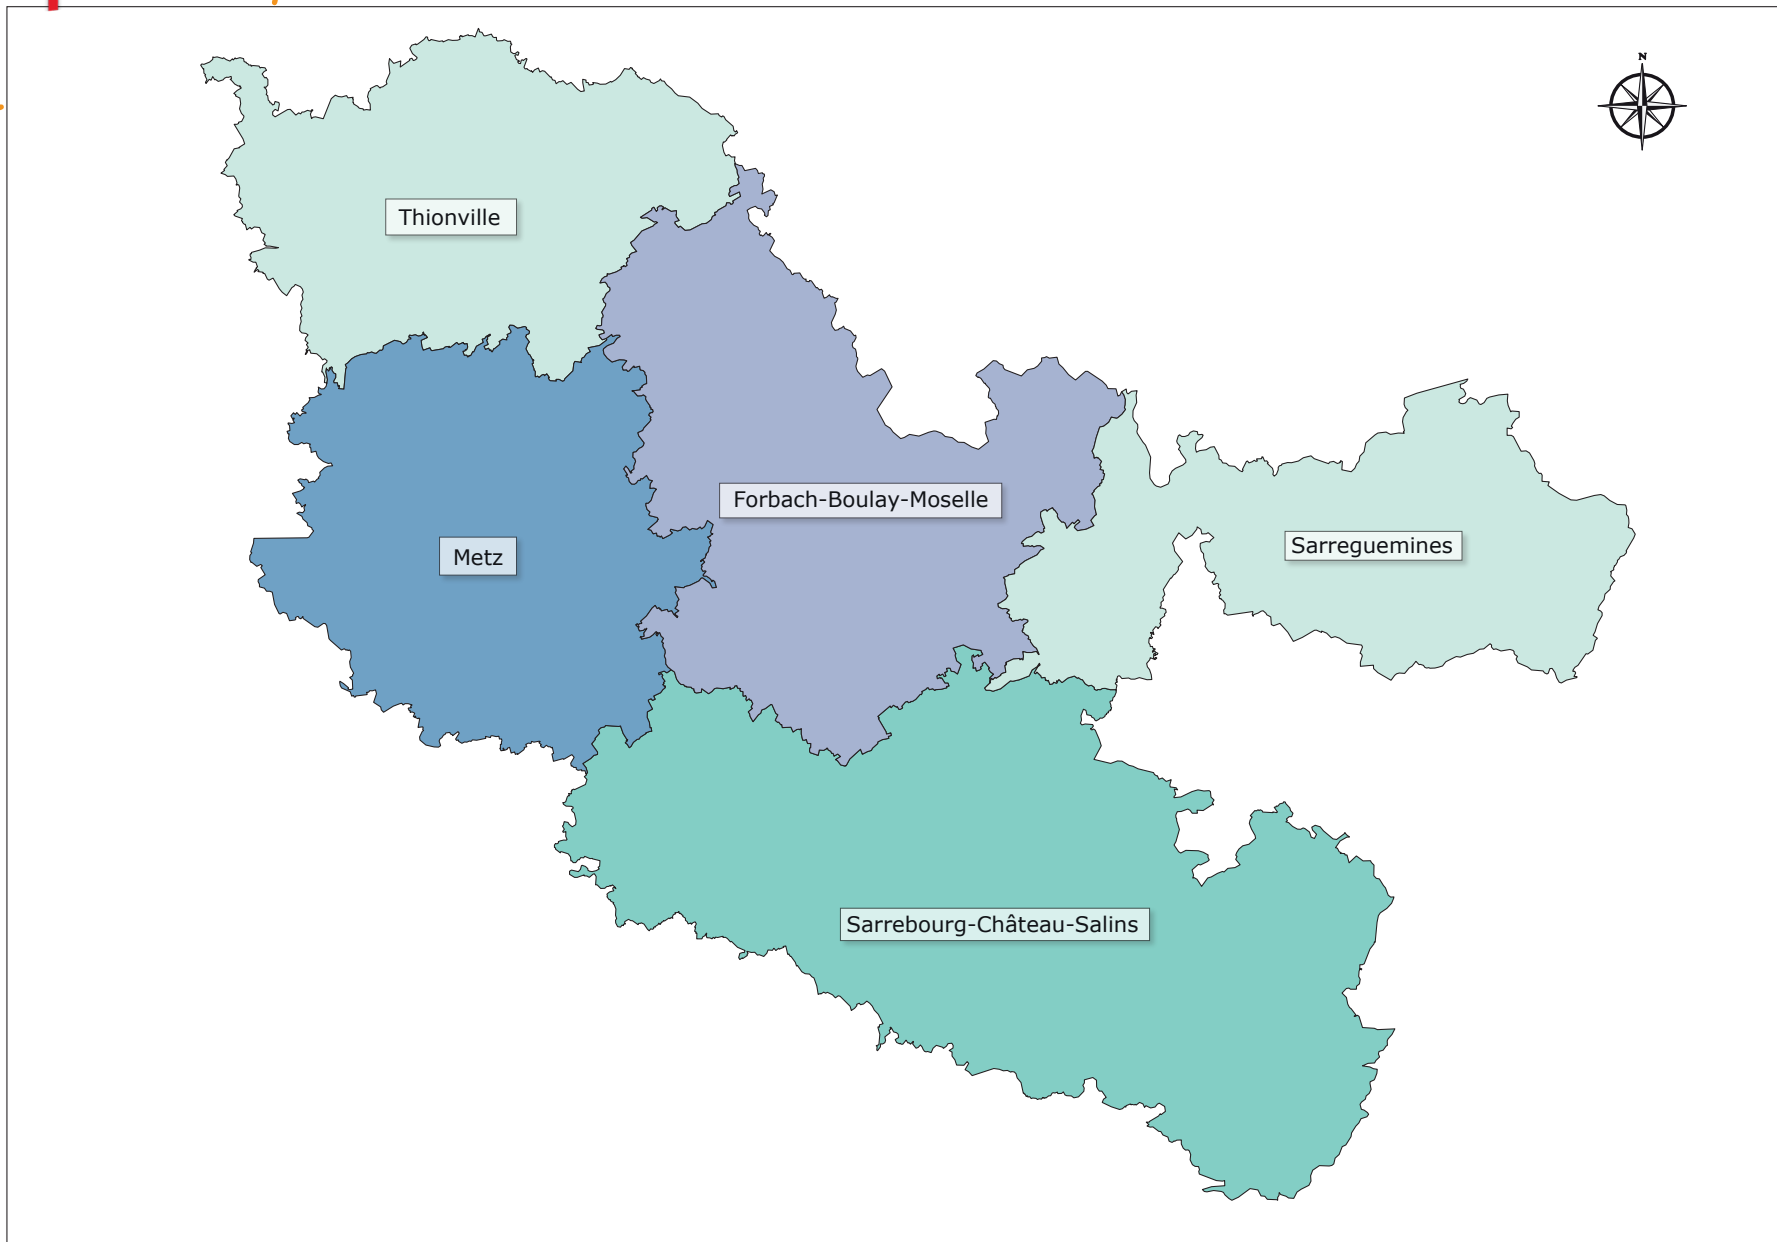 N
Thionville
Forbach-Boulay-Moselle
Metz
Sarreguemines
Sarrebourg-Château-Salins